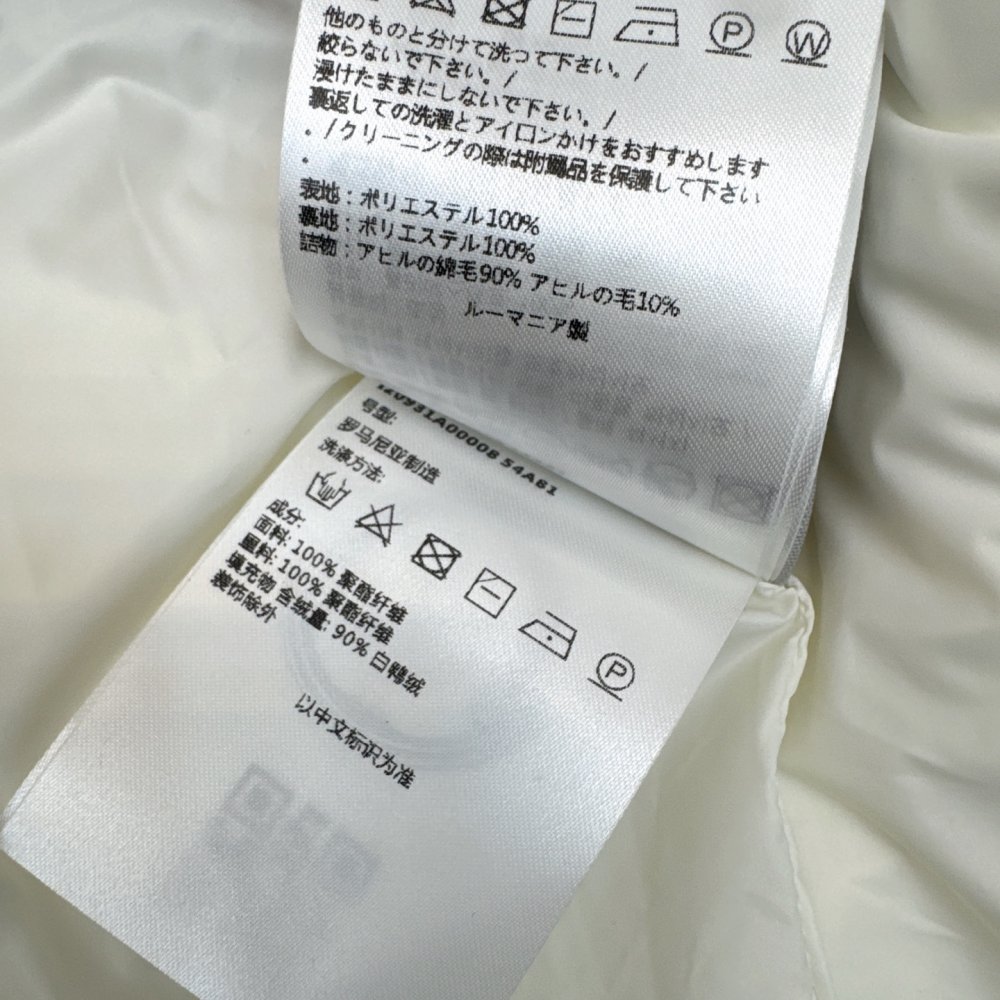 P W
他のものと分けて洗って下さい。/
絞らないで下さい。/
浸けたままにしないで下さい。/
裏返しての洗濯とアイロンかけをおすすめします
。/クリーニングの際は附属品を保護して下さい
。
表地:ポリエステル100%
裏地:ポリエステル100%
詰物:アヒルの綿毛90% アヒルの毛10%
ルーマニア製
I20931A00008 54A81
号型:
罗马尼亚制造
洗涤方法:
P
成分:
面料: 100% 聚酯纤维
里料: 100% 聚酯纤维
填充物 含绒量: 90% 白鸭绒
装饰除外
以中文标识为准